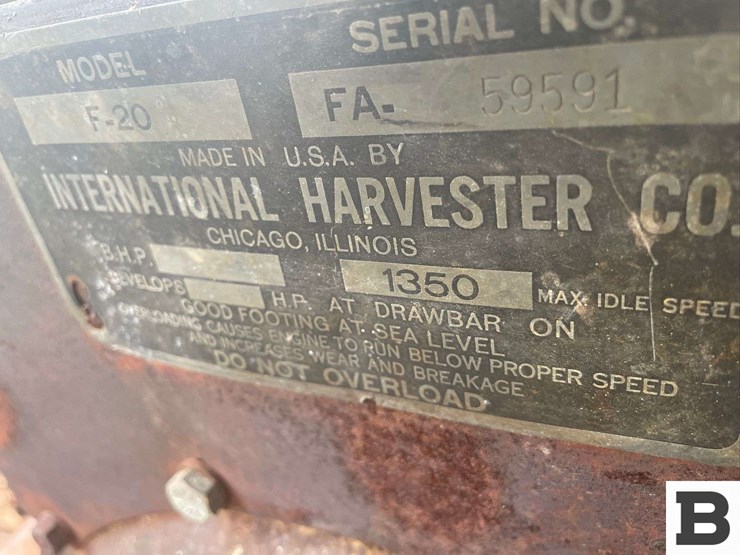 MODEL SERIAL NO.
F-20 FA- 59591
MADE IN U.S.A. BY
INTERNATIONAL HARVESTER CO.
CHICAGO, ILLINOIS
B.H.P. 1350 MAX. IDLE SPEED
DEVELOPS H.P. AT DRAWBAR ON
GOOD FOOTING AT SEA LEVEL
OVERLOADING CAUSES ENGINE TO RUN BELOW PROPER SPEED
AND INCREASES WEAR AND BREAKAGE
DO NOT OVERLOAD
B